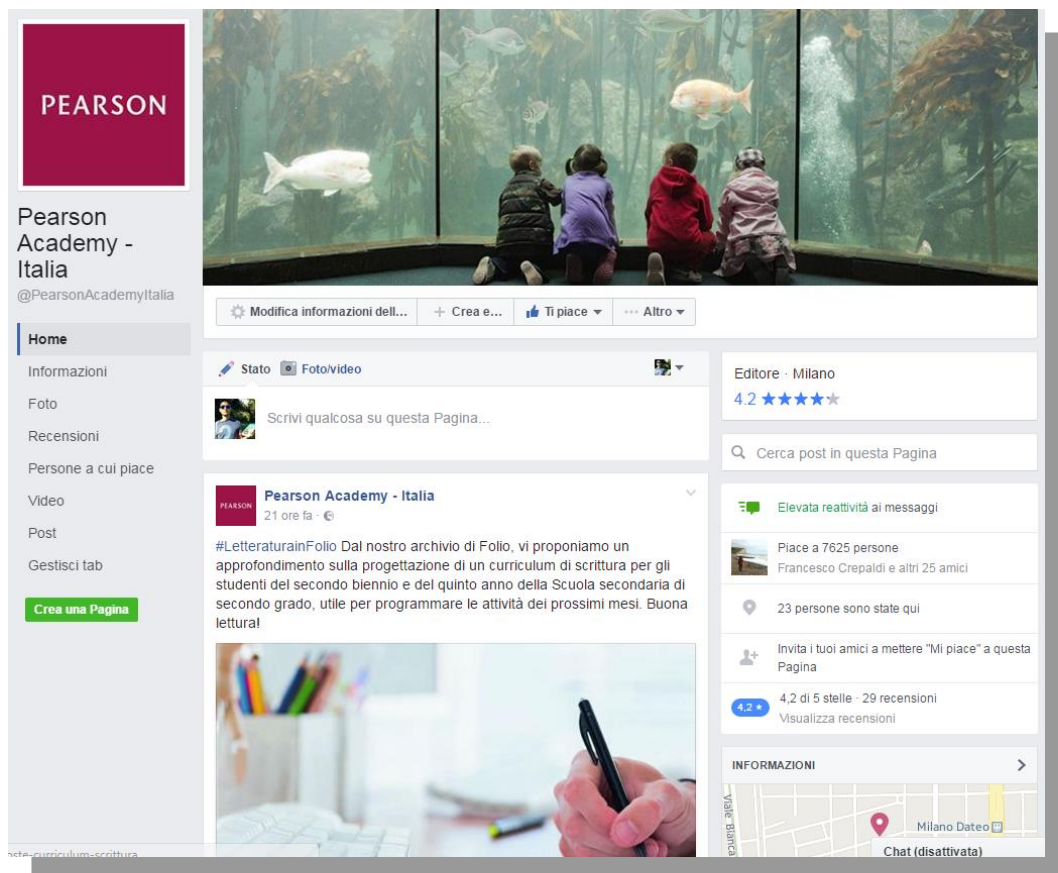 PEARSON
Pearson
Academy -
Italia
@PearsonAcademyItalia
Home
Informazioni
Foto
Recensioni
Persone a cui piace
Video
Post
Gestisci tab
Crea una Pagina
Modifica informazioni dell...
+ Crea e...
Ti piace
Altro
Stato
Foto/video
Scrivi qualcosa su questa Pagina...
PEARSON
Pearson Academy - Italia
21 ore fa ·
#LetteraturainFolio Dal nostro archivio di Folio, vi proponiamo un
approfondimento sulla progettazione di un curriculum di scrittura per gli
studenti del secondo biennio e del quinto anno della Scuola secondaria di
secondo grado, utile per programmare le attività dei prossimi mesi. Buona
lettura!
Editore · Milano
4.2 ★★★★★
Cerca post in questa Pagina
Elevata reattività ai messaggi
Piace a 7625 persone
Francesco Crepaldi e altri 25 amici
23 persone sono state qui
Invita i tuoi amici a mettere "Mi piace" a questa
Pagina
4,2 ★
4,2 di 5 stelle · 29 recensioni
Visualizza recensioni
INFORMAZIONI
Viale Bianca
Milano Dateo
Chat (disattivata)
oste-curriculum-scrittura